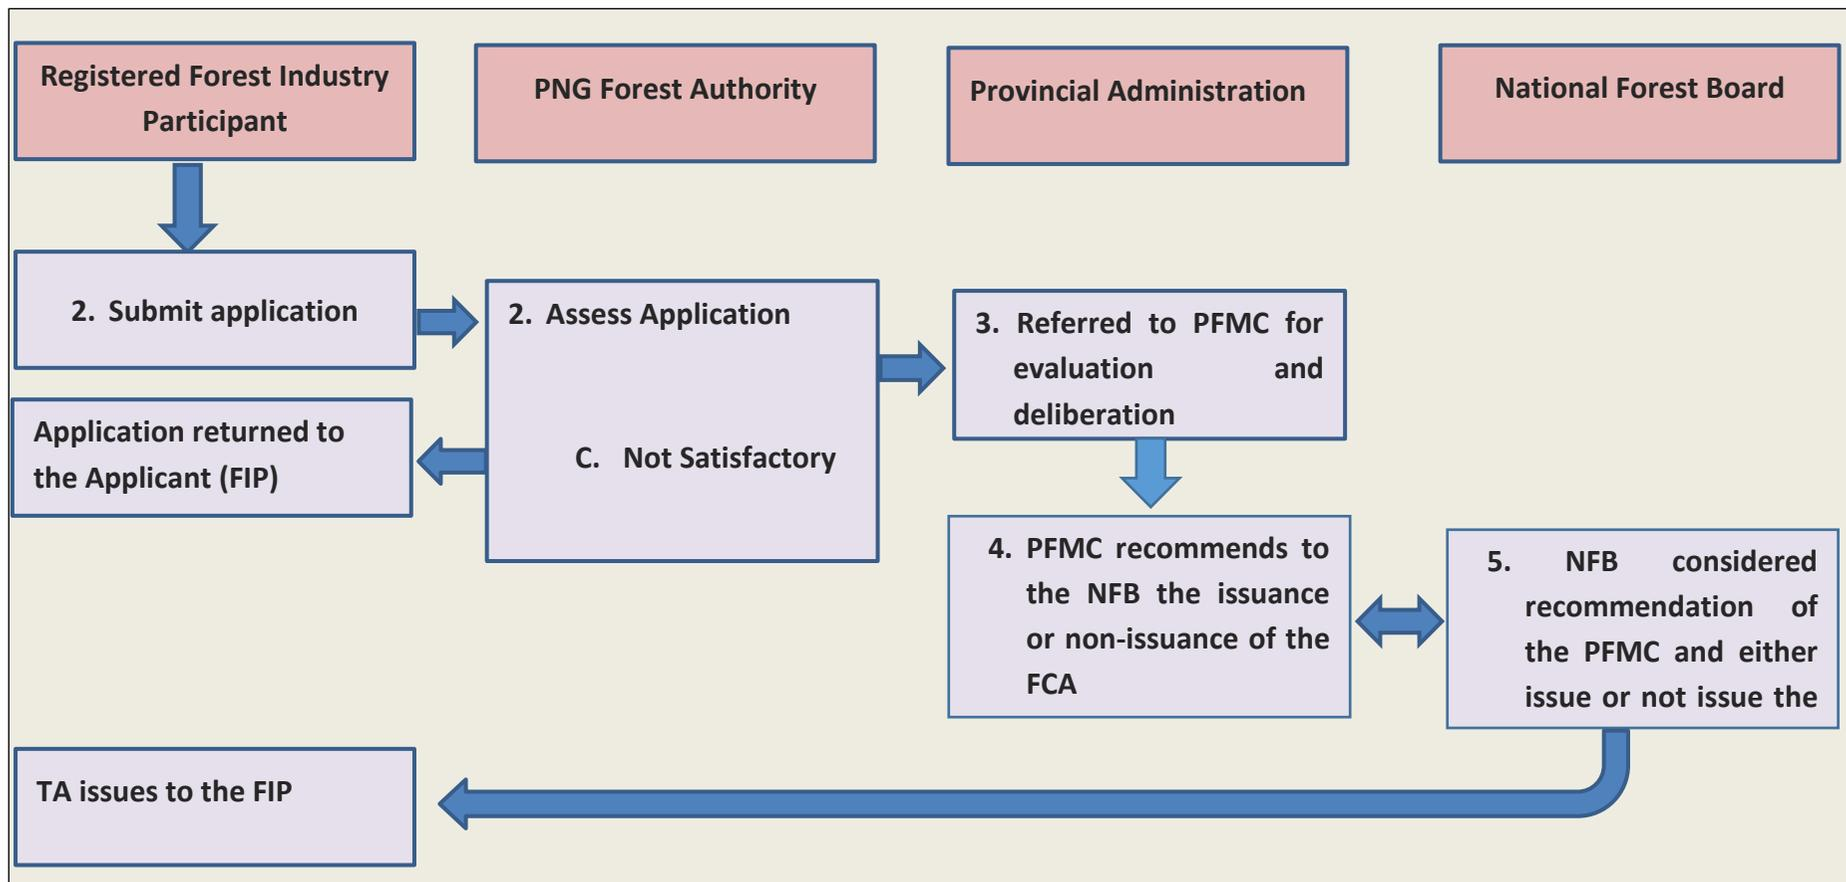 Registered Forest Industry
Participant
PNG Forest Authority
Provincial Administration
National Forest Board
2. Submit application
2. Assess Application
C. Not Satisfactory
Application returned to
the Applicant (FIP)
3. Referred to PFMC for
evaluation and
deliberation
4. PFMC recommends to
the NFB the issuance
or non-issuance of the
FCA
5. NFB considered
recommendation of
the PFMC and either
issue or not issue the
TA issues to the FIP